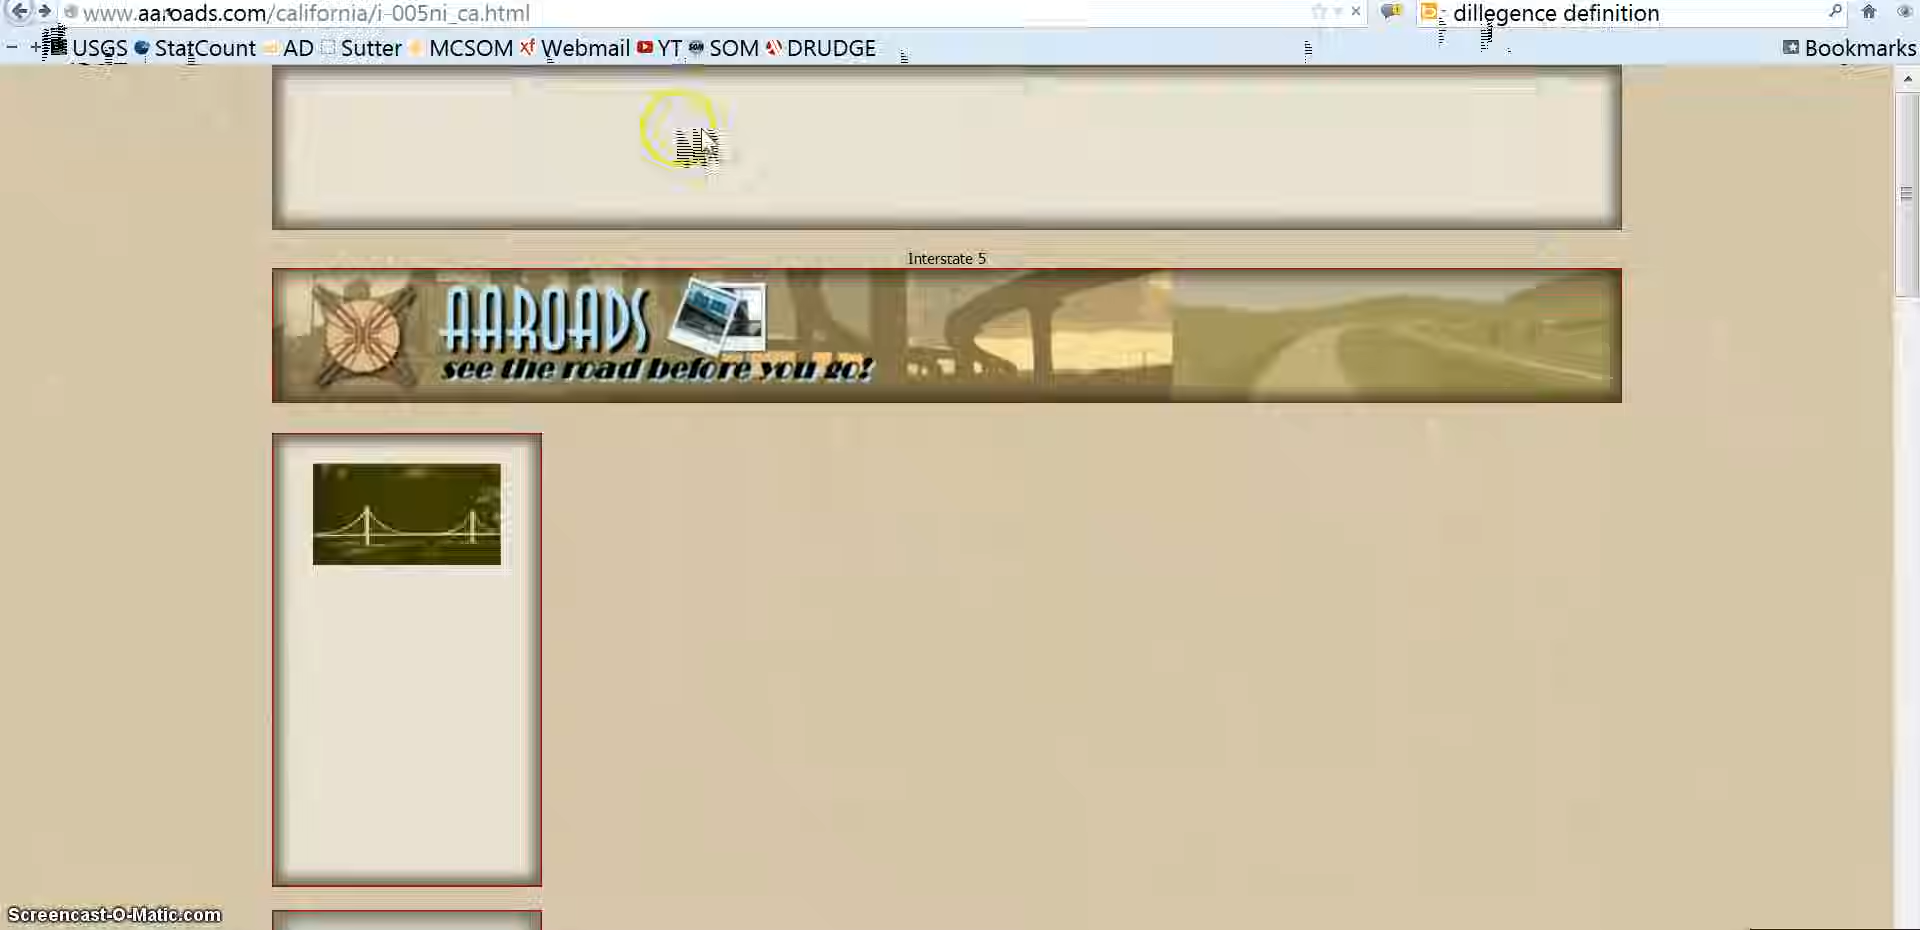 www.aaroads.com/california/i-005ni_ca.html
dillegence definition
USGS StatCount AD Sutter MCSOM Webmail YT SOM DRUDGE
Bookmarks
Interstate 5
AAROADS
see the road before you go!
Screencast-O-Matic.com